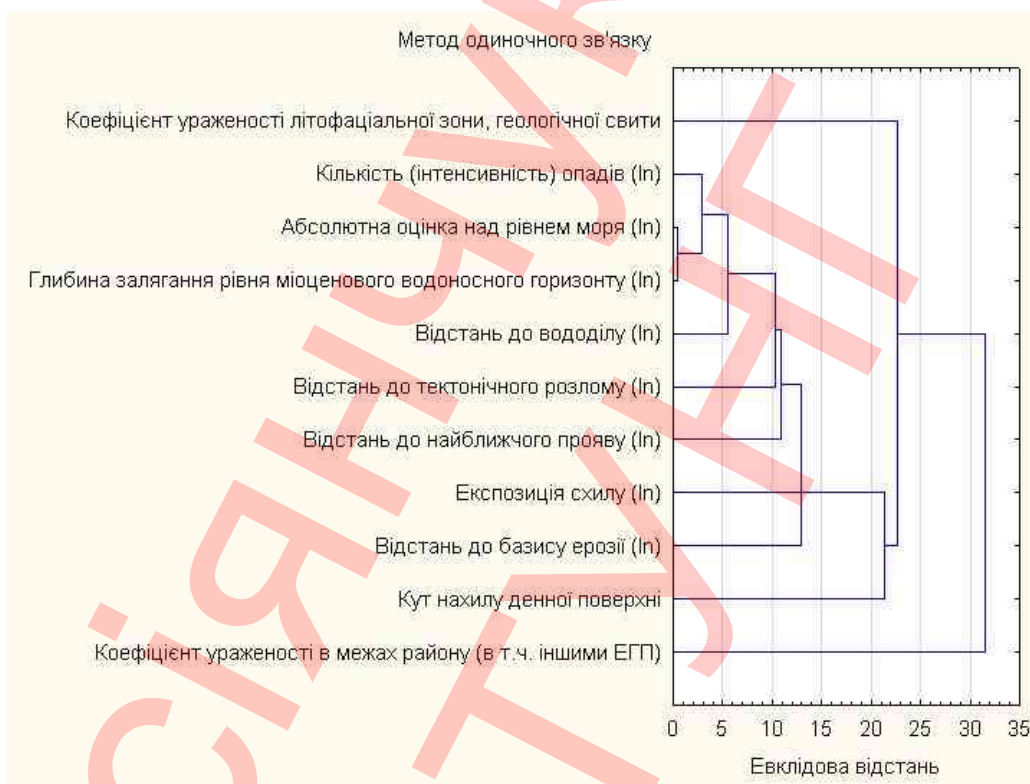 Метод одиночного зв'язку
Коефіцієнт ураженості літофаціальної зони, геологічної свити
Кількість (інтенсивність) опадів (ln)
Абсолютна оцінка над рівнем моря (ln)
Глибина залягання рівня міоценового водоносного горизонту (ln)
Відстань до вододілу (ln)
Відстань до тектонічного розлому (ln)
Відстань до найближчого прояву (ln)
Експозиція схилу (ln)
Відстань до базису ерозії (ln)
Кут нахилу денної поверхні
Коефіцієнт ураженості в межах району (в т.ч. іншими ЕГП)
0 5 10 15 20 25 30 35
Евклідова відстань